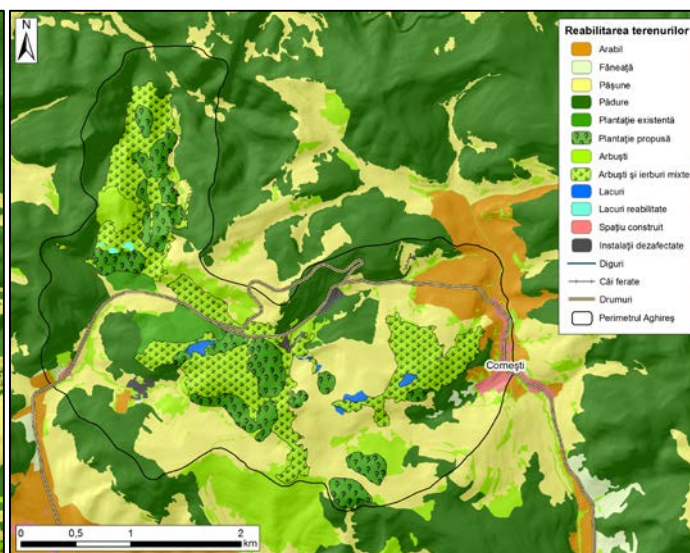 N
Reabilitarea terenurilor
Arabil
Fâneață
Pășune
Pădure
Plantație existentă
Plantație propusă
Arbuști
Arbuști și ierburi mixte
Lacuri
Lacuri reabilitate
Spațiu construit
Instalații dezafectate
Diguri
Căi ferate
Drumuri
Perimetrul Aghireș
Cornești
0 0,5 1 2
km